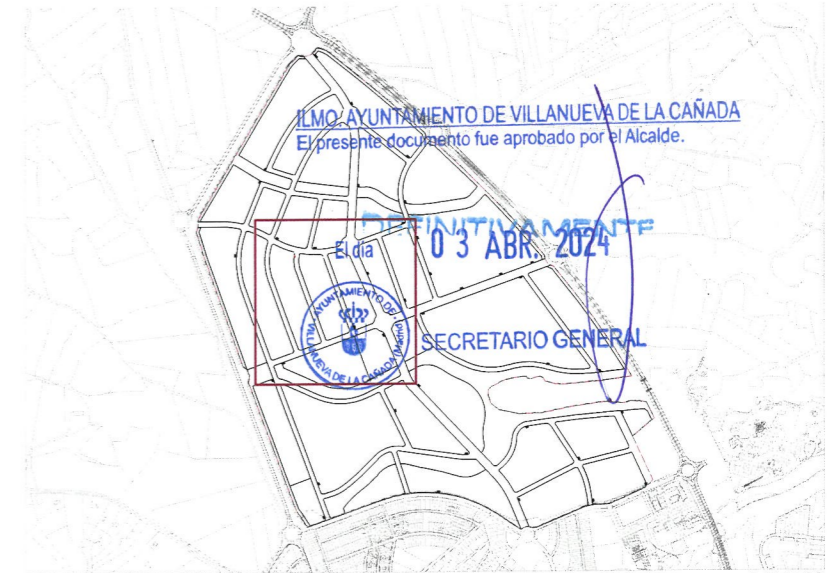 ILMO. AYUNTAMIENTO DE VILLANUEVA DE LA CAÑADA
El presente documento fue aprobado por el Alcalde.
DEFINITIVAMENTE
El día 03 ABR. 2024
AYUNTAMIENTO DE
VILLANUEVA DE LA CAÑADA (Madrid)
SECRETARIO GENERAL